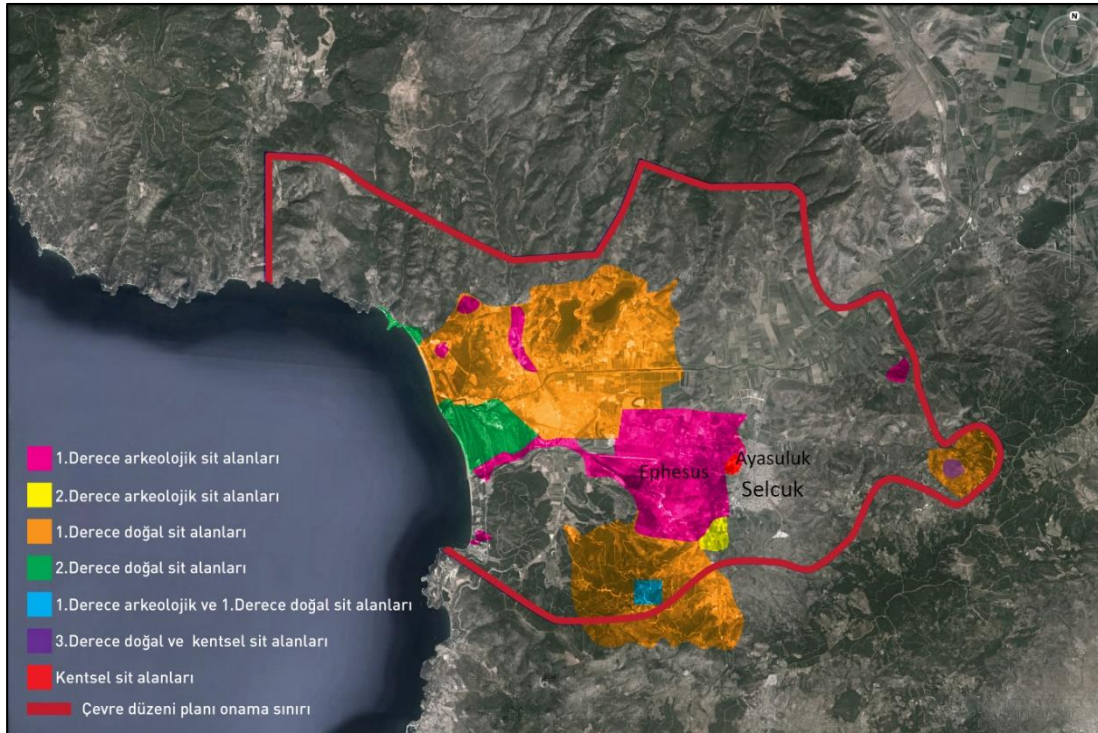 N
Ephesus
Ayasuluk
Selcuk
1.Derece arkeolojik sit alanları
2.Derece arkeolojik sit alanları
1.Derece doğal sit alanları
2.Derece doğal sit alanları
1.Derece arkeolojik ve 1.Derece doğal sit alanları
3.Derece doğal ve kentsel sit alanları
Kentsel sit alanları
Çevre düzeni planı onama sınırı